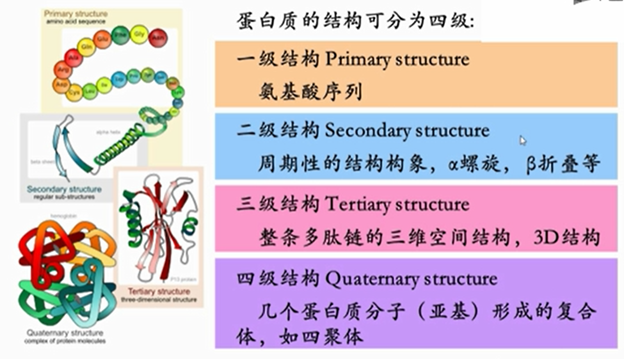 Primary structure
amino acid sequence
Secondary structure
regular sub-structures
alpha helix
Tertiary structure
three-dimensional structure
P13 protein
hemoglobin
Quaternary structure
complex of protein molecules
蛋白质的结构可分为四级:
一级结构 Primary structure
氨基酸序列
二级结构 Secondary structure
周期性的结构构象，α螺旋，β折叠等
三级结构 Tertiary structure
整条多肽链的三维空间结构，3D结构
四级结构 Quaternary structure
几个蛋白质分子（亚基）形成的复合
体，如四聚体